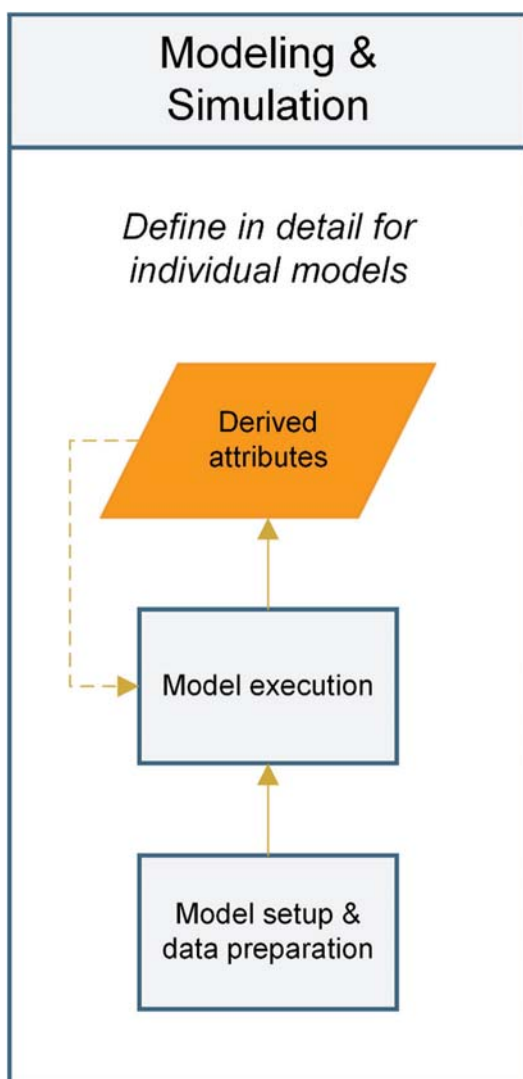 Modeling &
Simulation
Define in detail for
individual models
Derived
attributes
Model execution
Model setup &
data preparation